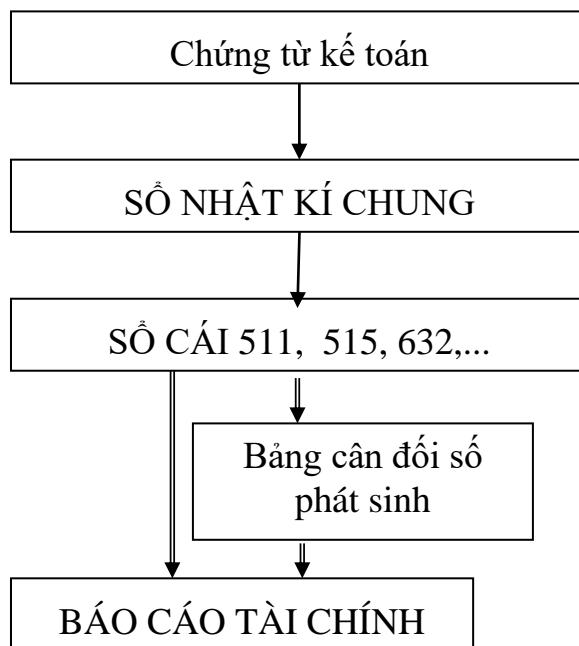 Chứng từ kế toán
SỔ NHẬT KÍ CHUNG
SỔ CÁI 511, 515, 632,...
Bảng cân đối số
phát sinh
BÁO CÁO TÀI CHÍNH